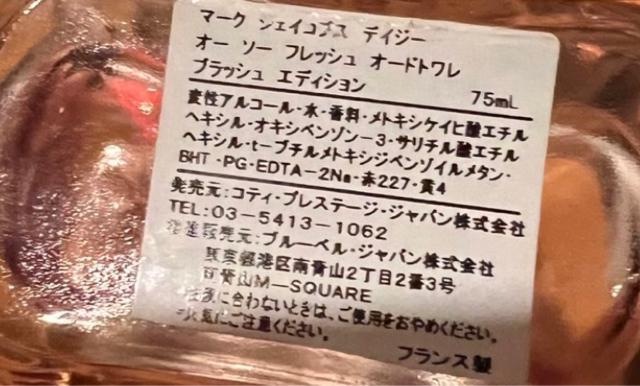 マーク ジェイコブス デイジー
オー ソー フレッシュ オードトワレ
ブラッシュ エディション
75mL
変性アルコール・水・香料・メトキシケイヒ酸エチル
ヘキシル・オキシベンゾン-3・サリチル酸エチル
ヘキシル・t-ブチルメトキシジベンゾイルメタン・
BHT・PG・EDTA-2Na・赤227・黄4
発売元:コティ・プレステージ・ジャパン株式会社
TEL:03-5413-1062
製造販売元:ブルーベル・ジャパン株式会社
東京都港区南青山2丁目2番3号
青山M-SQUARE
に合わないときは、ご使用をおやめください。
火気にご注意ください。
フランス製